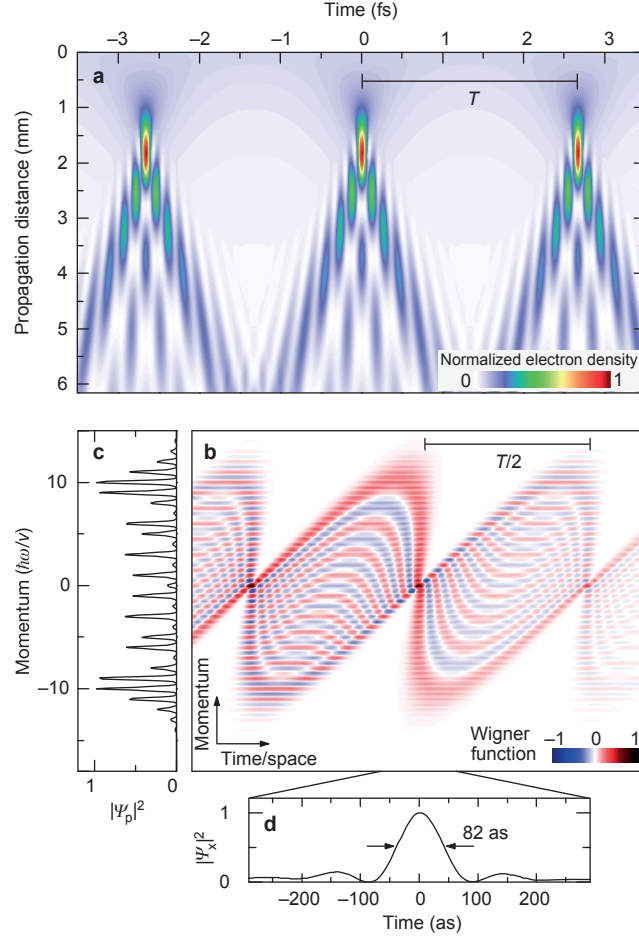 Time (fs)
−3 −2 −1 0 1 2 3
a
T
Propagation distance (mm)
0
1
2
3
4
5
6
Normalized electron density
0 1
c
b
T/2
Momentum (ℏω/v)
10
0
−10
Momentum
Time/space
Wigner
function
−1 0 1
1 0
|Ψp|²
d
82 as
|Ψx|²
1
0
−200 −100 0 100 200
Time (as)